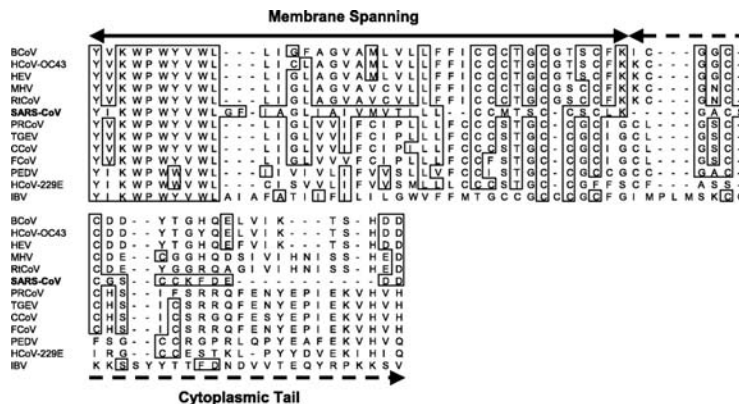 Membrane Spanning
BCoV Y V K W P W Y V W L - - - L I G F A G V A M L V L L F F I C C C T G C G T S C F K I C - - - G G C -
HCoV-OC43 Y V K W P W Y V W L - - - L I C L A G V A M L V L L F F I C C C T G C G T S C F K K C - - - G G C -
HEV Y V K W P W Y V W L - - - L I G L A G V A M L V L L F F I C C C T G C G T S C F K K C - - - G G C -
MHV Y V K W P W Y V W L - - - L I G L A G V A V C V L L F F I C C C T G C G S C C F K K C - - - G N C -
RtCoV Y V K W P W Y V W L - - - L I G L A G V A V C V L L F F I C C C T G C G S C C F K K C - - - G N C -
SARS-CoV Y I K W P W Y V W L G F I A G L I A I V M V T I L L - - - C C M T S C - C S C L K - - - - G A C -
PRCoV Y V K W P W Y V W L - - - L I G L V V I F C I P L L L F C C C S T G C - C G C I G C L - - - G S C -
TGEV Y V K W P W Y V W L - - - L I G L V V I F C I P L L L F C C C S T G C - C G C I G C L - - - G S C -
CCoV Y V K W P W Y V W L - - - L I G L V V I F C I P I L L F C C C S T G C - C G C I G C L - - - G S C -
FCoV Y V K W P W Y V W L - - - L I G L V V V F C I P L L L F C C F S T G C - C G C I G C L - - - G S C -
PEDV Y I K W P W W V W L - - - I I V I V L I F V V S L L V F C C I S T G C - C G C C G C C - - - G A C -
HCoV-229E Y I K W P W W V W L - - - C I S V V L I F V V S M L L L C C C S T G C - C G F F S C F - - - A S S -
IBV Y I K W P W Y V W L A I A F A T I I F I L I L G W V F F M T G C C G C C C G C F G I M P L M S K C G
BCoV C D D - - Y T G H Q E L V I K - - - T S - H D D
HCoV-OC43 C D D - - Y T G Y Q E L V I K - - - T S - H D D
HEV C D D - - Y T G H Q E F V I K - - - T S - H D D
MHV C D E - - C G G H Q D S I V I H N I S S - H E D
RtCoV C D E - - Y G G R Q A G I V I H N I S S - H E D
SARS-CoV C G S - - C C K F D E - - - - - - - - - - - D D
PRCoV C H S - - I F S R R Q F E N Y E P I E K V H V H
TGEV C H S - - I C S R R Q F E N Y E P I E K V H V H
CCoV C H S - - I C S R G Q F E S Y E P I E K V H V H
FCoV C H S - - I C S R R Q F E N Y E P I E K V H V H
PEDV F S G - - C C R G P R L Q P Y E A F E K V H V Q
HCoV-229E I R G - - C C E S T K L - P Y Y D V E K I H I Q
IBV K K S S Y Y T T F D N D V V T E Q Y R P K K S V
Cytoplasmic Tail